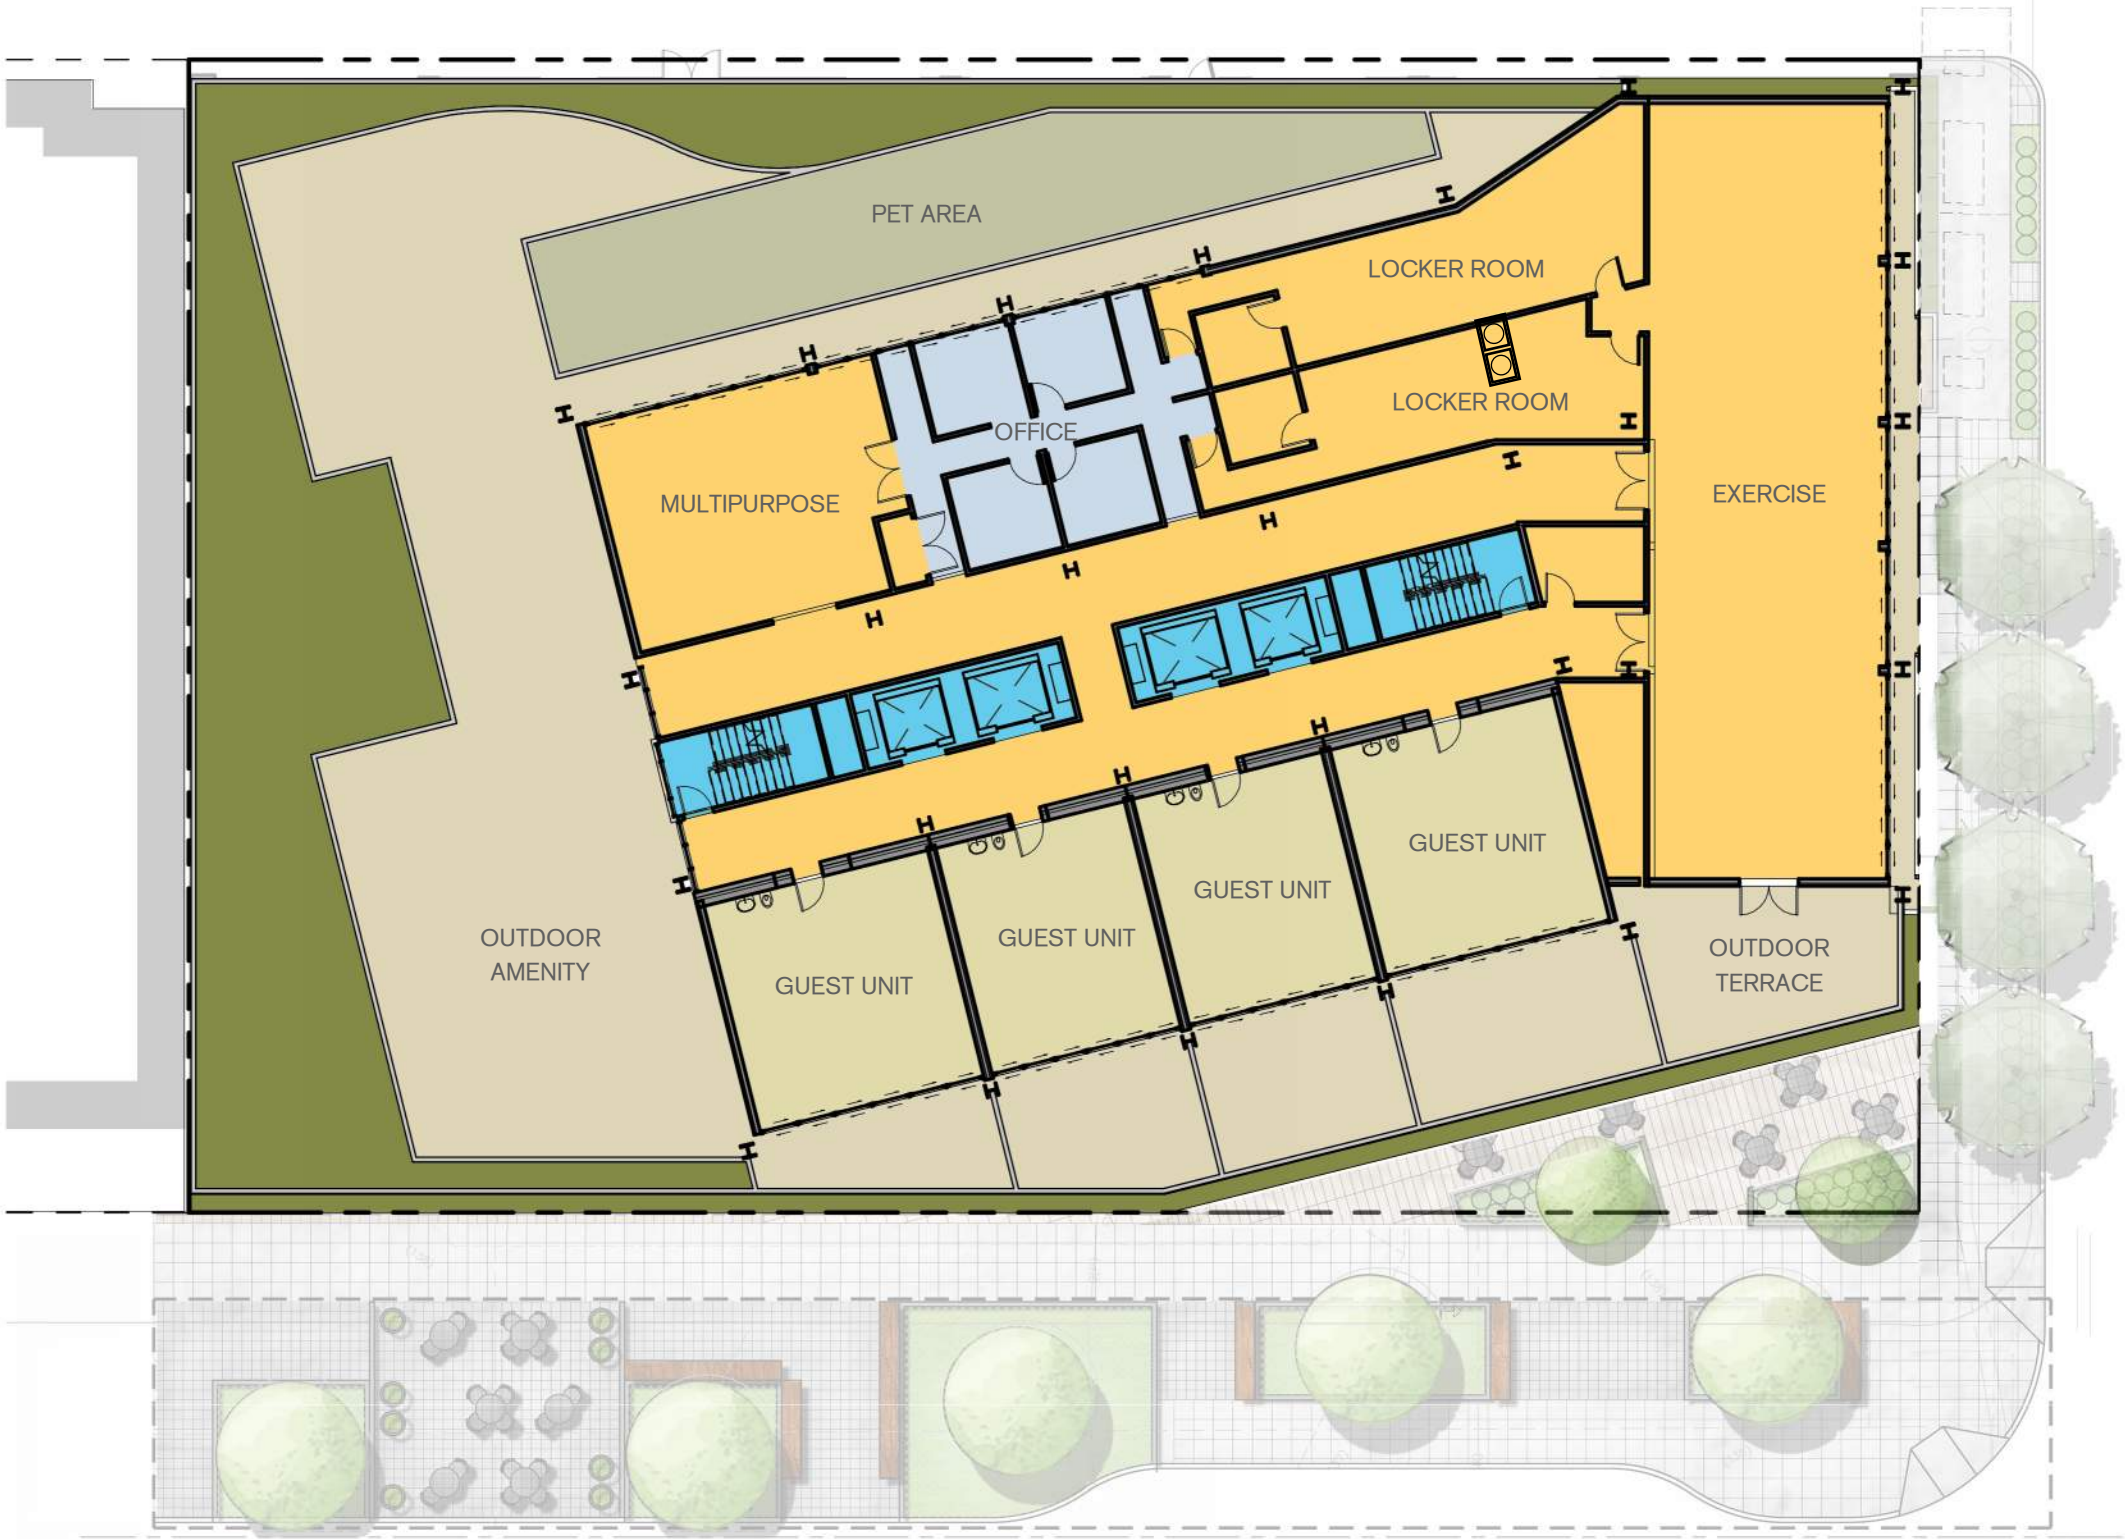 PET AREA
LOCKER ROOM
LOCKER ROOM
OFFICE
MULTIPURPOSE
EXERCISE
GUEST UNIT
GUEST UNIT
GUEST UNIT
GUEST UNIT
OUTDOOR
AMENITY
OUTDOOR
TERRACE